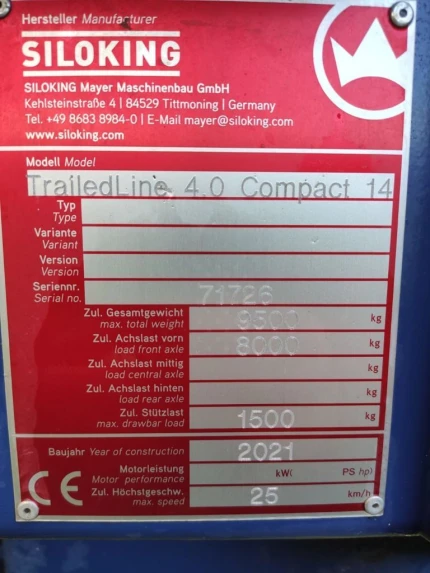 Hersteller Manufacturer
SILOKING
SILOKING Mayer Maschinenbau GmbH
Kehlsteinstraße 4 | 84529 Tittmoning | Germany
Tel. +49 8683 8984-0 | E-Mail mayer@siloking.com
www.siloking.com
Modell Model
TrailedLine 4.0 Compact 14
Typ
Type
Variante
Variant
Version
Version
Seriennr.
Serial no. 71726
Zul. Gesamtgewicht
max. total weight 9500 kg
Zul. Achslast vorn
load front axle 8000 kg
Zul. Achslast mittig
load central axle kg
Zul. Achslast hinten
load rear axle kg
Zul. Stützlast
max. drawbar load 1500 kg
Baujahr Year of construction 2021
Motorleistung
Motor performance kW( PS hp)
CE
Zul. Höchstgeschw.
max. speed 25 km/h